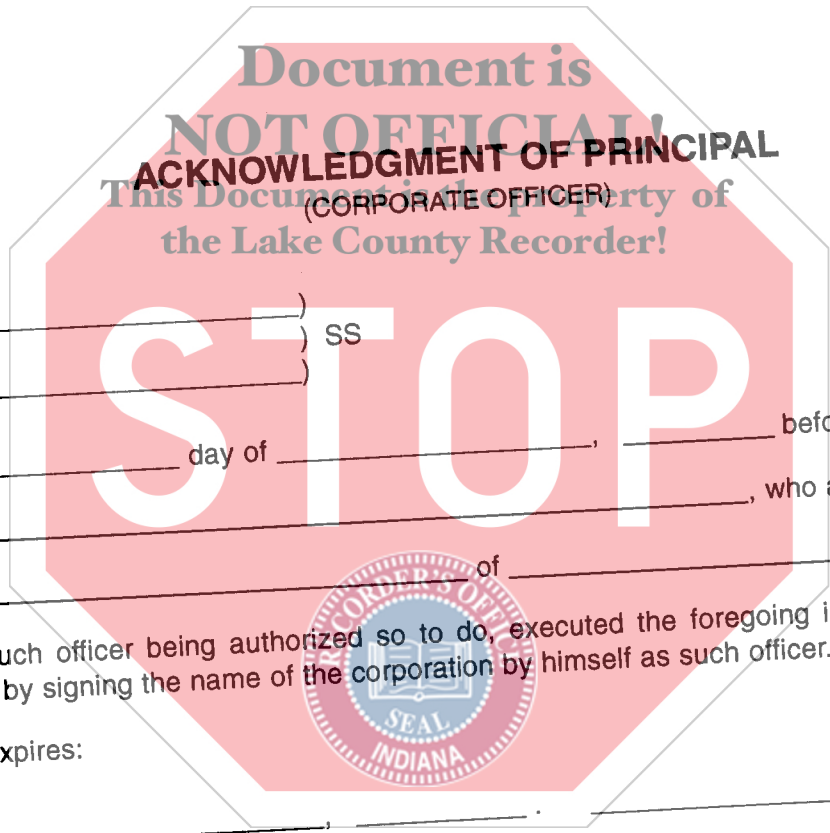 Document is
NOT OFFICIAL!
ACKNOWLEDGMENT OF PRINCIPAL
This Document is the property of
(CORPORATE OFFICER)
the Lake County Recorder!
)
) SS
)
STOP
day of , befo
, who a
of
uch officer being authorized so to do, executed the foregoing i
by signing the name of the corporation by himself as such officer.
RECORDER'S OFFICE
SEAL
INDIANA
xpires:
, .